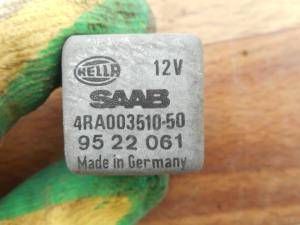 HELLA 12V
SAAB
4RA003510-50
95 22 061
Made in Germany